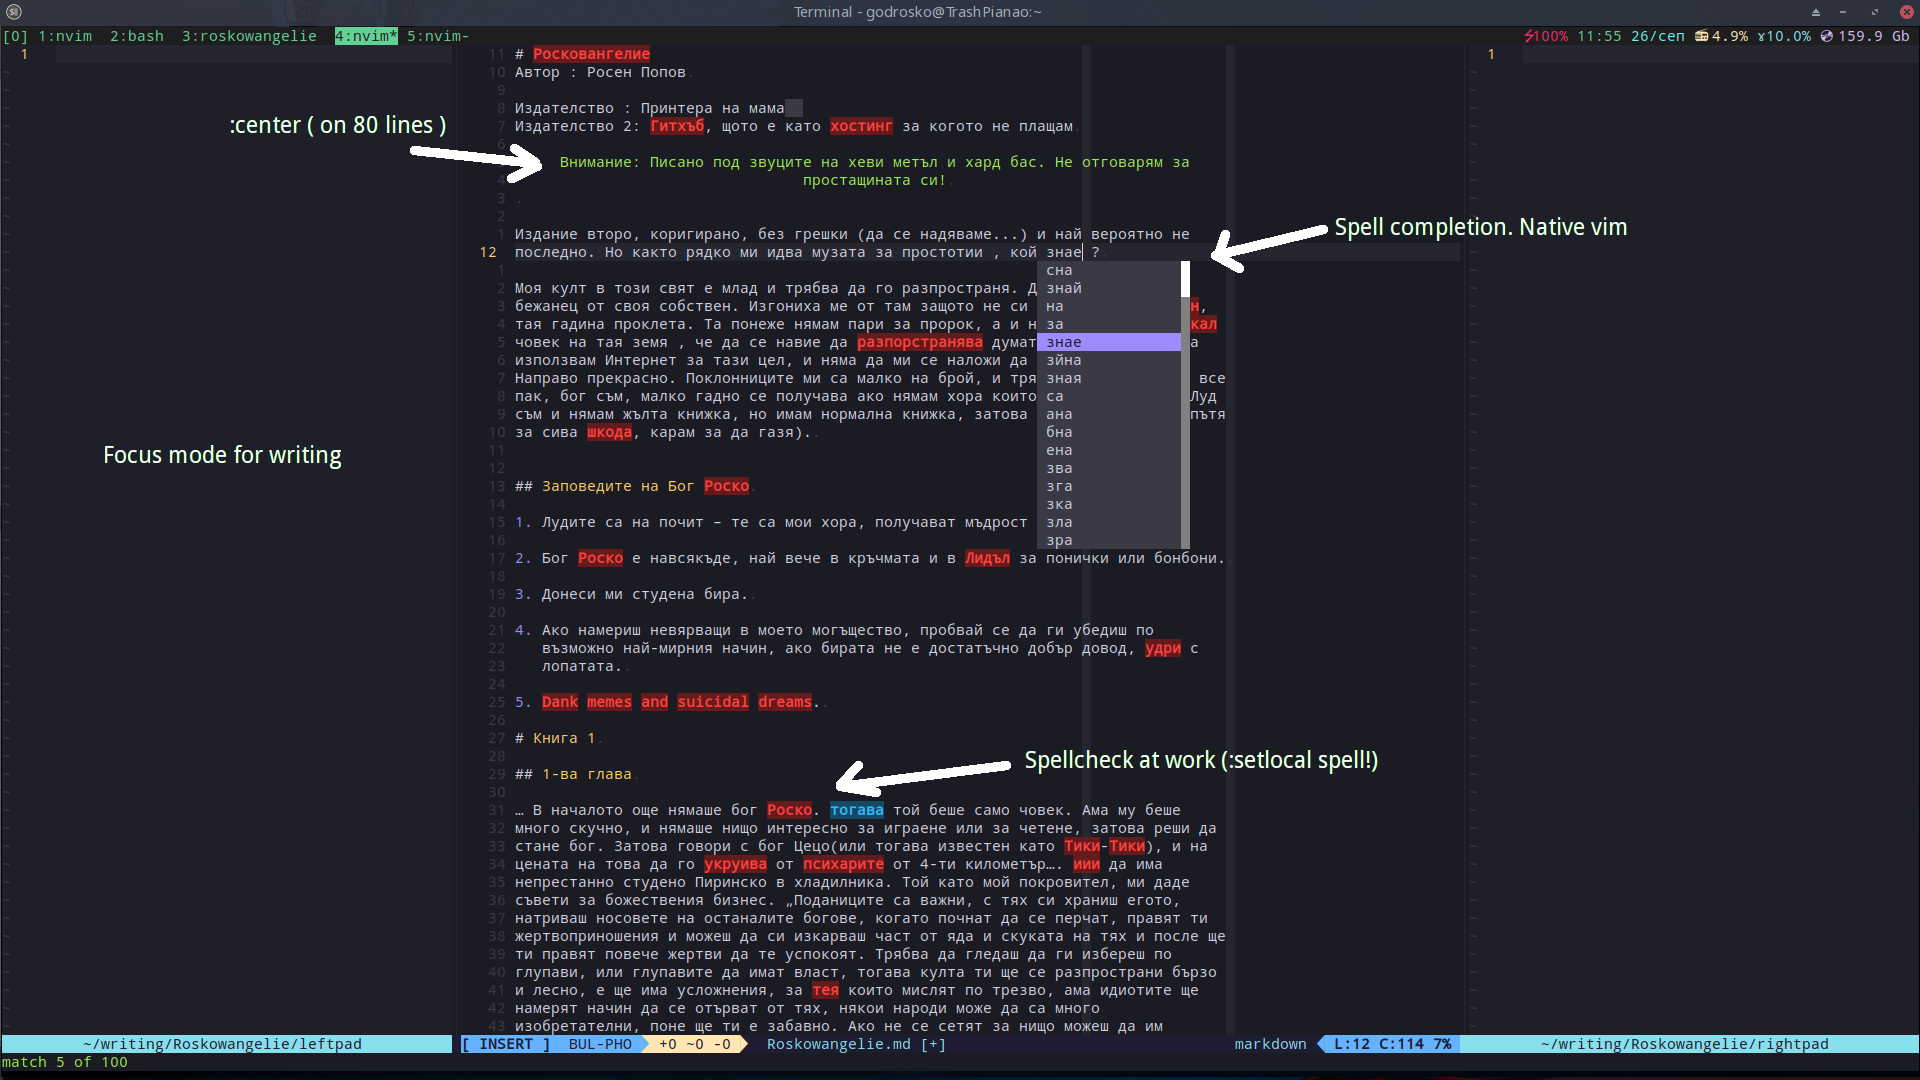 Terminal - godrosko@TrashPianao:~
[0] 1:nvim 2:bash 3:roskowangelie 4:nvim* 5:nvim-
100% 11:55 26/сеп 4.9% 10.0% 159.9 Gb
1
11 # Росковангелие
10 Автор : Росен Попов
9
8 Издателство : Принтера на мама
7 Издателство 2: Гитхъб, щото е като хостинг за когото не плащам
:center ( on 80 lines )
6
Внимание: Писано под звуците на хеви метъл и хард бас. Не отговарям за
4 простащината си!
3
2
1 Издание второ, коригирано, без грешки (да се надяваме...) и най вероятно не
Spell completion. Native vim
12 последно. Но както рядко ми идва музата за простотии , кой знае ?
1
2 Моя култ в този свят е млад и трябва да го разпространя. Д
3 бежанец от своя собствен. Изгониха ме от там защото не си н,
4 тая гадина проклета. Та понеже нямам пари за пророк, а и н кал
5 човек на тая земя , че да се навие да разпорстранява думат а
6 използвам Интернет за тази цел, и няма да ми се наложи да
7 Направо прекрасно. Поклонниците ми са малко на брой, и тря все
8 пак, бог съм, малко гадно се получава ако нямам хора които Луд
9 съм и нямам жълта книжка, но имам нормална книжка, затова пътя
10 за сива шкода, карам за да газя).
сна
знай
на
за
знае
зйна
зная
са
ана
бна
ена
зва
зга
зка
зла
зра
Focus mode for writing
11
12
13 ## Заповедите на Бог Роско
14
15 1. Лудите са на почит – те са мои хора, получават мъдрост
16
17 2. Бог Роско е навсякъде, най вече в кръчмата и в Лидъл за понички или бонбони.
18
19 3. Донеси ми студена бира.
20
21 4. Ако намериш невярващи в моето могъщество, пробвай се да ги убедиш по
22 възможно най-мирния начин, ако бирата не е достатъчно добър довод, удри с
23 лопатата.
24
25 5. Dank memes and suicidal dreams.
26
27 # Книга 1
28
29 ## 1-ва глава
Spellcheck at work (:setlocal spell!)
30
31 … В началото още нямаше бог Роско. тогава той беше само човек. Ама му беше
32 много скучно, и нямаше нищо интересно за играене или за четене, затова реши да
33 стане бог. Затова говори с бог Цецо(или тогава известен като Тики-Тики), и на
34 цената на това да го укруива от психарите от 4-ти километър…. иии да има
35 непрестанно студено Пиринско в хладилника. Той като мой покровител, ми даде
36 съвети за божествения бизнес. „Поданиците са важни, с тях си храниш егото,
37 натриваш носовете на останалите богове, когато почнат да се перчат, правят ти
38 жертвоприношения и можеш да си изкарваш част от яда и скуката на тях и после ще
39 ти правят повече жертви да те успокоят. Трябва да гледаш да ги избереш по
40 глупави, или глупавите да имат власт, тогава култа ти ще се разпространи бързо
41 и лесно, е ще има усложнения, за тея които мислят по трезво, ама идиотите ще
42 намерят начин да се отърват от тях, някои народи може да са много
43 изобретателни, поне ще ти е забавно. Ако не се сетят за нищо можеш да им
1
~/writing/Roskowangelie/leftpad
[ INSERT ] BUL-PHO +0 ~0 -0 Roskowangelie.md [+] markdown L:12 C:114 7%
~/writing/Roskowangelie/rightpad
match 5 of 100